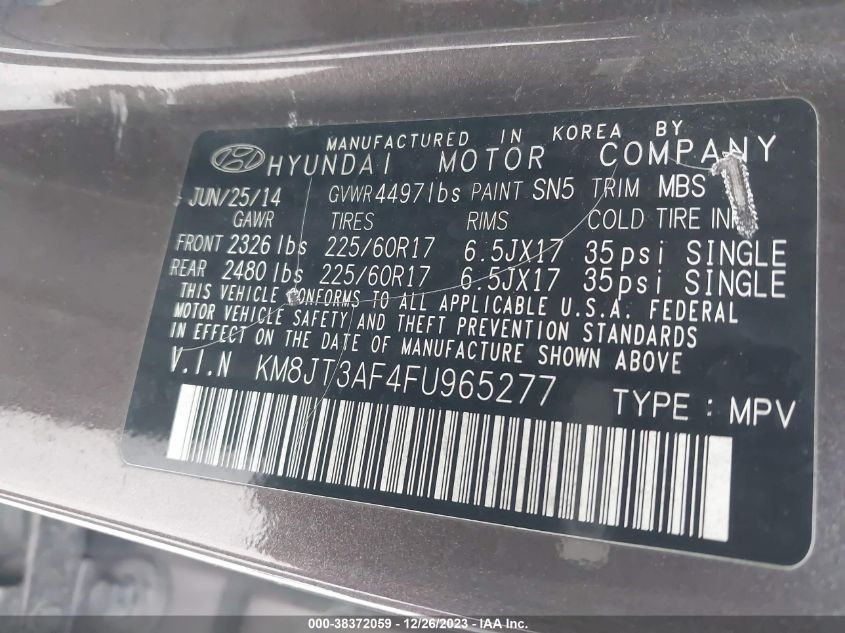 MANUFACTURED IN KOREA BY
HYUNDAI MOTOR COMPANY
JUN/25/14 GVWR 4497lbs PAINT SN5 TRIM MBS
GAWR TIRES RIMS COLD TIRE
FRONT 2326 lbs 225/60R17 6.5JX17 35psi SINGLE
REAR 2480 lbs 225/60R17 6.5JX17 35psi SINGLE
THIS VEHICLE CONFORMS TO ALL APPLICABLE U.S.A. FEDERAL
MOTOR VEHICLE SAFETY AND THEFT PREVENTION STANDARDS
IN EFFECT ON THE DATE OF MANUFACTURE SHOWN ABOVE
V.I.N KM8JT3AF4FU965277 TYPE : MPV
000-38372059 - 12/26/2023 - © IAA, Inc.